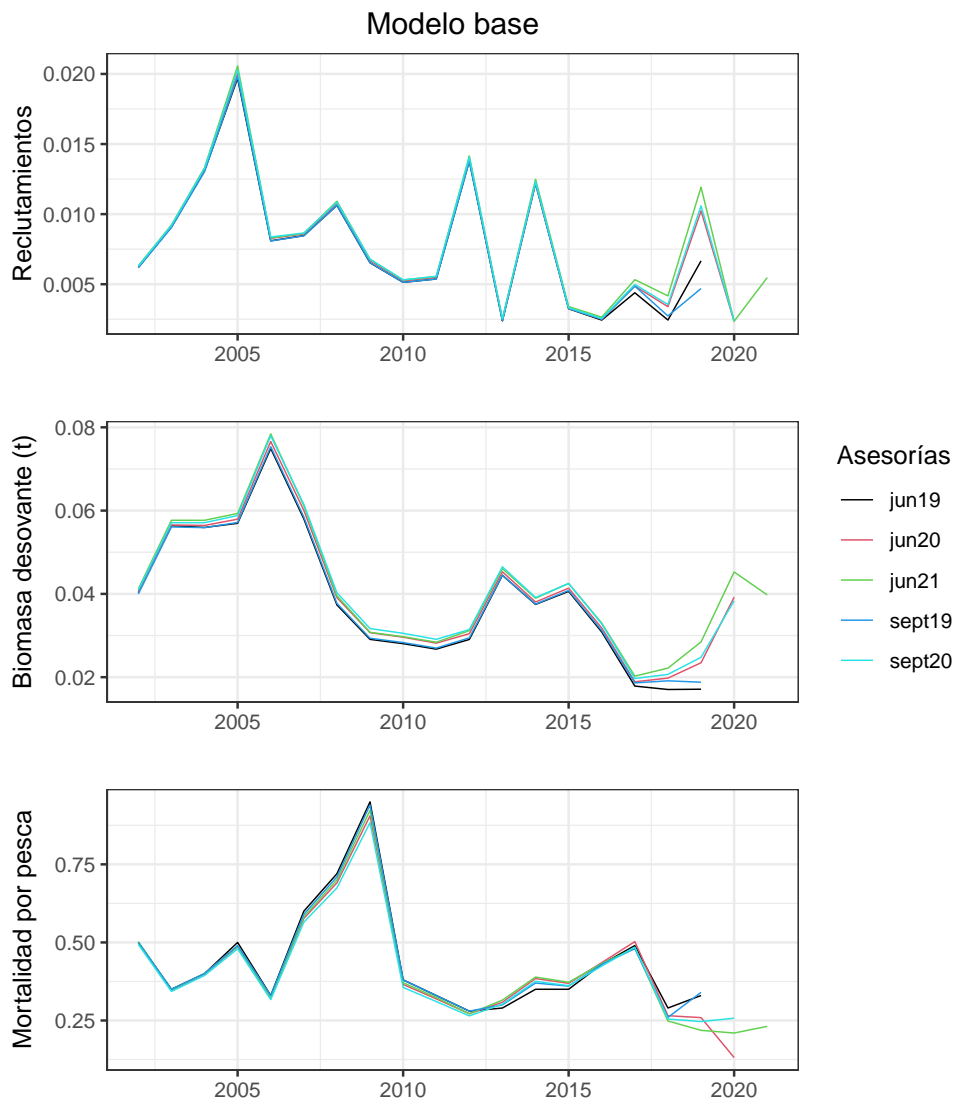 Modelo base
Reclutamientos
0.020
0.015
0.010
0.005
2005 2010 2015 2020
Biomasa desovante (t)
0.08
0.06
0.04
0.02
2005 2010 2015 2020
Asesorías
jun19
jun20
jun21
sept19
sept20
Mortalidad por pesca
0.75
0.50
0.25
2005 2010 2015 2020